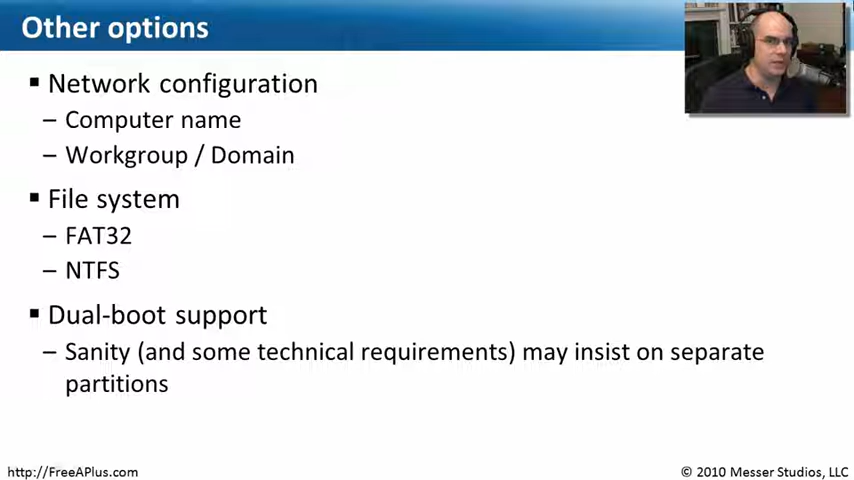 Other options
▪ Network configuration
– Computer name
– Workgroup / Domain
▪ File system
– FAT32
– NTFS
▪ Dual-boot support
– Sanity (and some technical requirements) may insist on separate
partitions
http://FreeAPlus.com
© 2010 Messer Studios, LLC